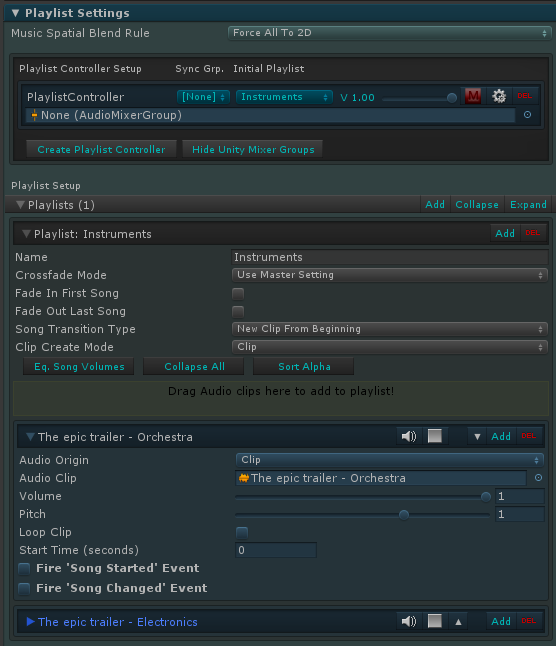 Playlist Settings
Music Spatial Blend Rule Force All To 2D
Playlist Controller Setup Sync Grp. Initial Playlist
PlaylistController [None] Instruments V 1.00 M DEL
None (AudioMixerGroup)
Create Playlist Controller Hide Unity Mixer Groups
Playlist Setup
Playlists (1) Add Collapse Expand
Playlist: Instruments Add DEL
Name Instruments
Crossfade Mode Use Master Setting
Fade In First Song
Fade Out Last Song
Song Transition Type New Clip From Beginning
Clip Create Mode Clip
Eq. Song Volumes Collapse All Sort Alpha
Drag Audio clips here to add to playlist!
The epic trailer - Orchestra Add DEL
Audio Origin Clip
Audio Clip The epic trailer - Orchestra
Volume 1
Pitch 1
Loop Clip
Start Time (seconds) 0
Fire 'Song Started' Event
Fire 'Song Changed' Event
The epic trailer - Electronics Add DEL